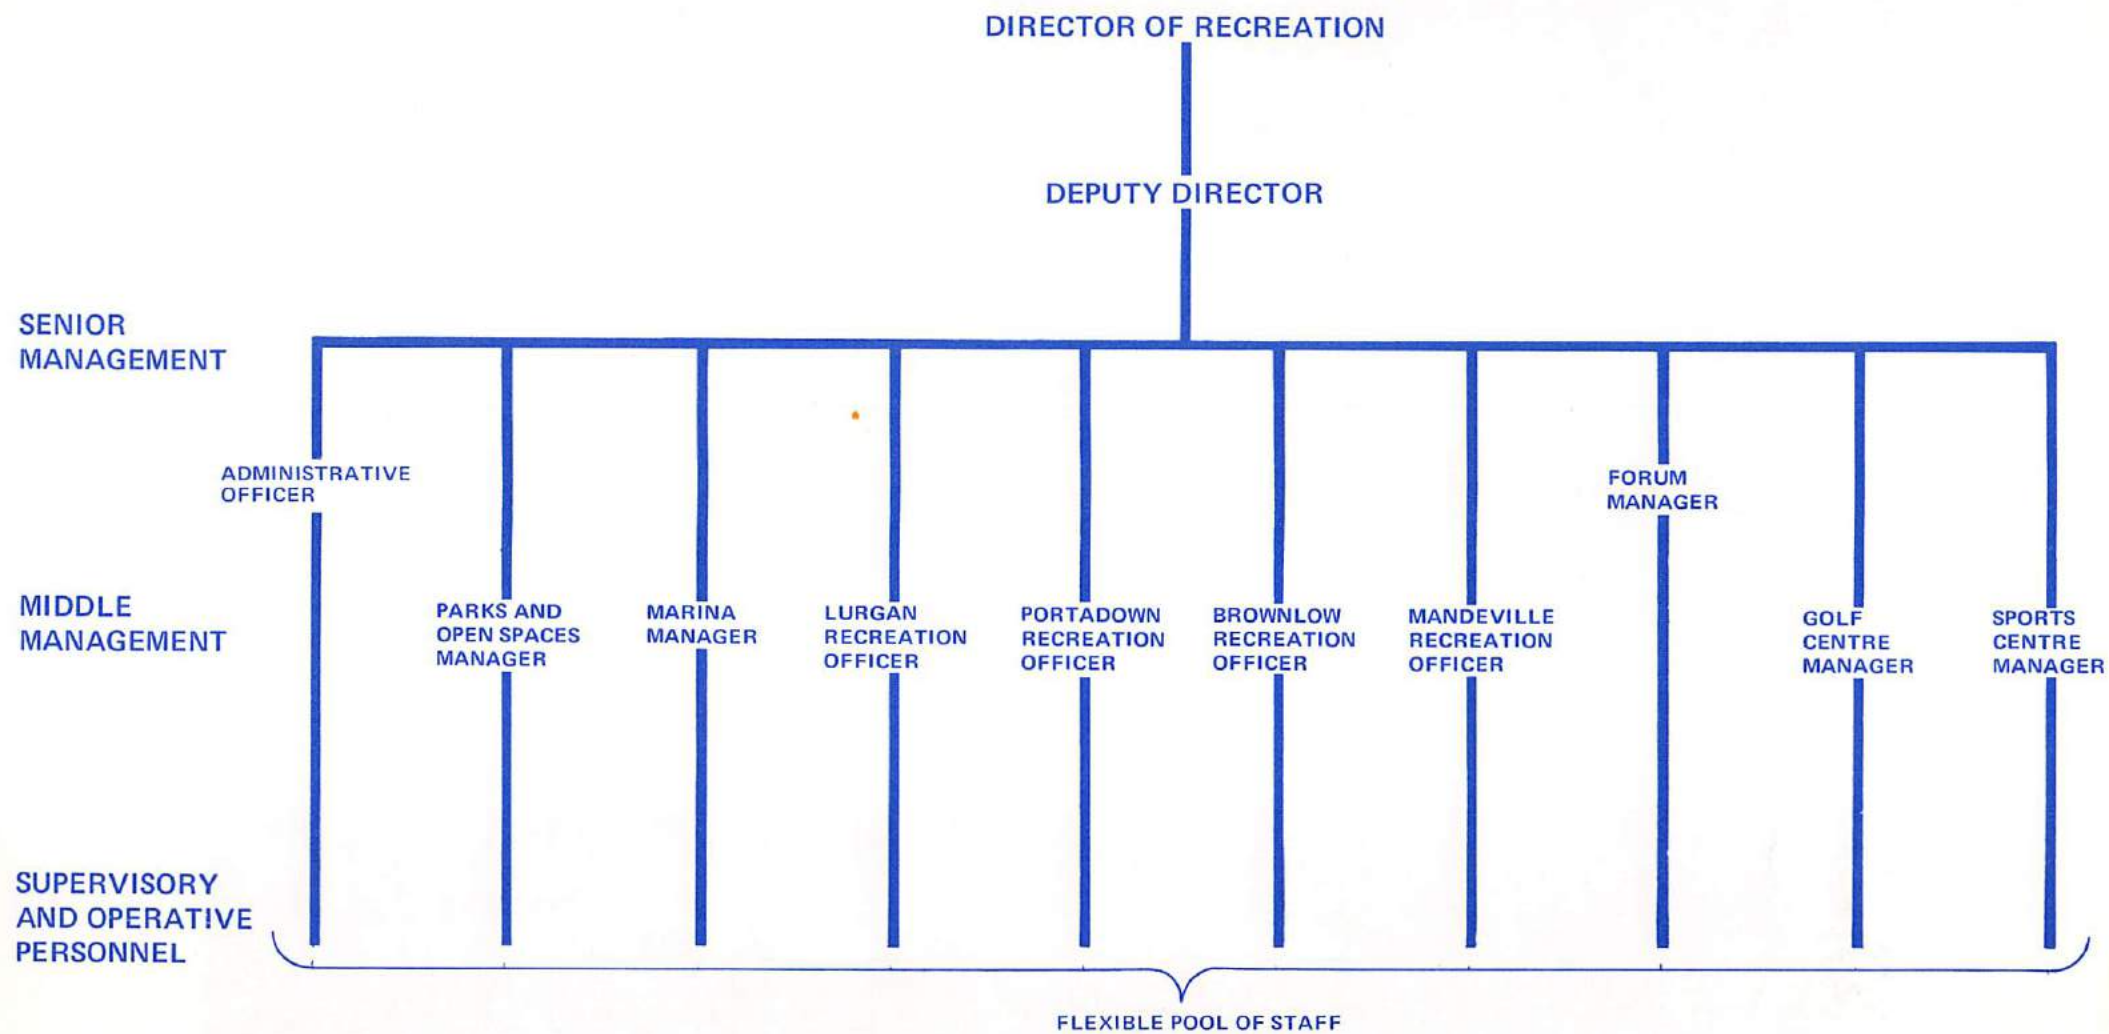 DIRECTOR OF RECREATION
DEPUTY DIRECTOR
SENIOR
MANAGEMENT
ADMINISTRATIVE
OFFICER
FORUM
MANAGER
MIDDLE
MANAGEMENT
PARKS AND
OPEN SPACES
MANAGER
MARINA
MANAGER
LURGAN
RECREATION
OFFICER
PORTADOWN
RECREATION
OFFICER
BROWNLOW
RECREATION
OFFICER
MANDEVILLE
RECREATION
OFFICER
GOLF
CENTRE
MANAGER
SPORTS
CENTRE
MANAGER
SUPERVISORY
AND OPERATIVE
PERSONNEL
FLEXIBLE POOL OF STAFF